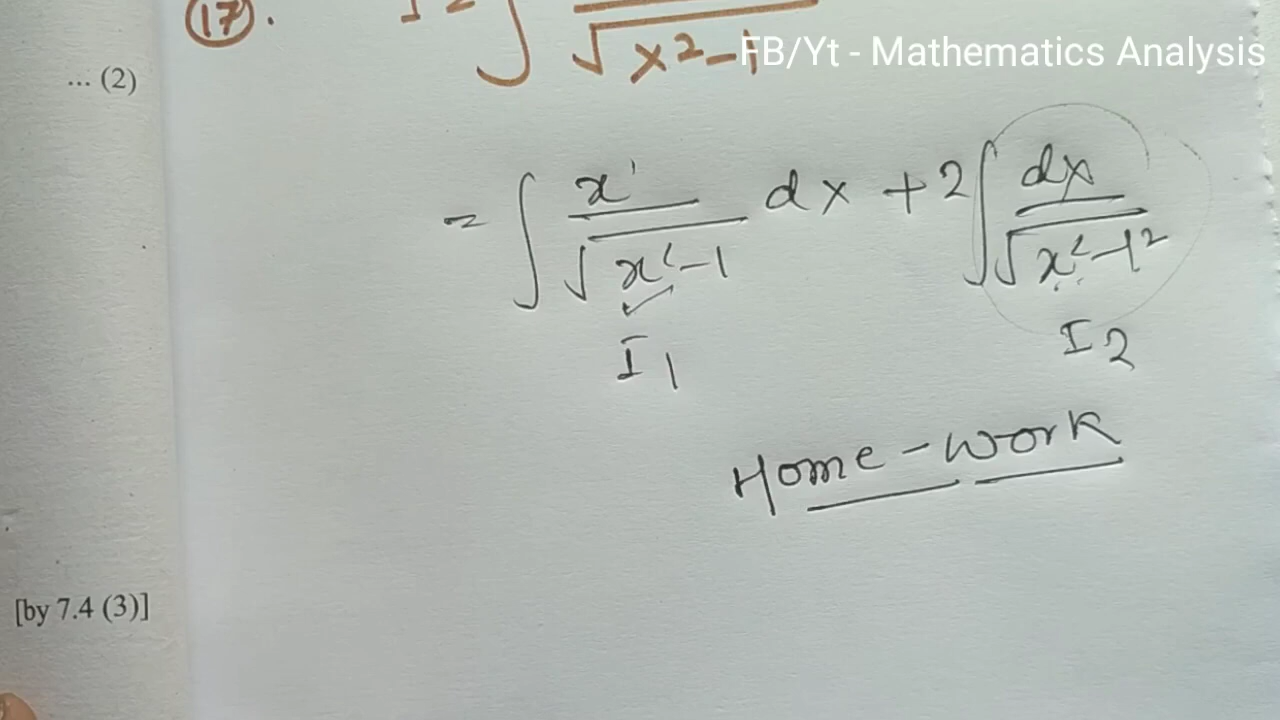 (17). I = ∫ √x2-1
FB/Yt - Mathematics Analysis
... (2)
= ∫ x / √x²-1 dx + 2 ∫ dx / √x²-1²
I1 I2
Home-Work
[by 7.4 (3)]